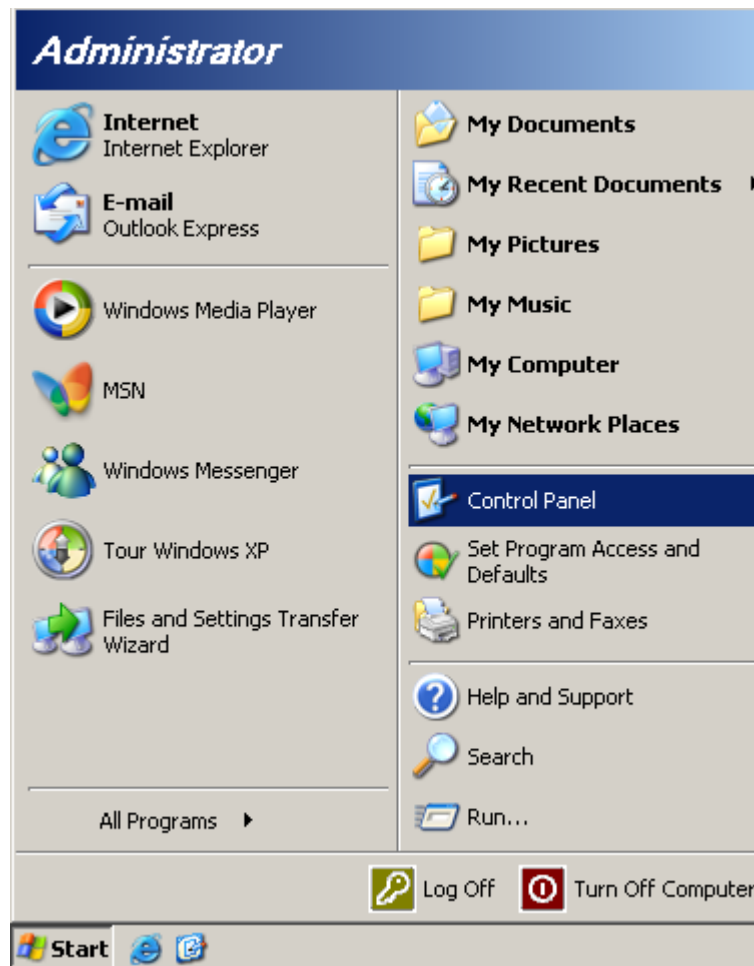 Administrator
Internet
Internet Explorer
E-mail
Outlook Express
Windows Media Player
MSN
Windows Messenger
Tour Windows XP
Files and Settings Transfer
Wizard
All Programs
My Documents
My Recent Documents
My Pictures
My Music
My Computer
My Network Places
Control Panel
Set Program Access and
Defaults
Printers and Faxes
Help and Support
Search
Run...
Log Off
Turn Off Computer
Start